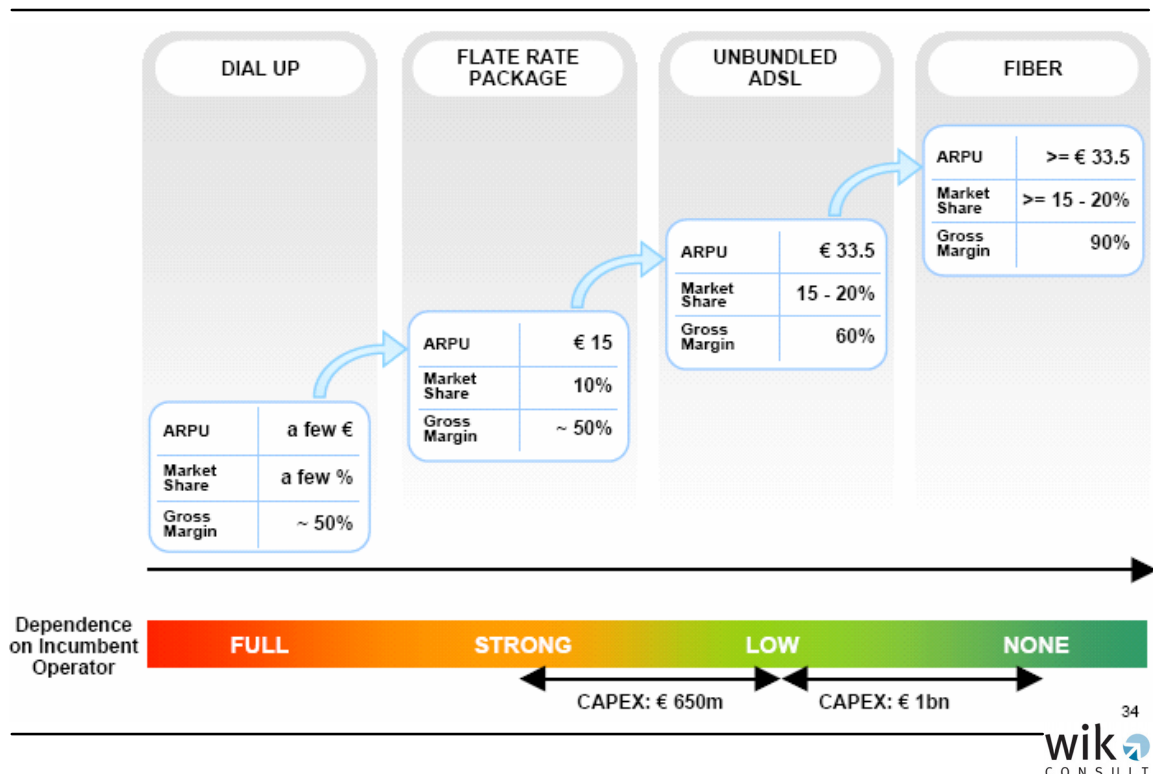 DIAL UP
FLATE RATE
PACKAGE
UNBUNDLED
ADSL
FIBER
ARPU
a few €
Market
Share
a few %
Gross
Margin
~ 50%
ARPU
€ 15
Market
Share
10%
Gross
Margin
~ 50%
ARPU
€ 33.5
Market
Share
15 - 20%
Gross
Margin
60%
ARPU
>= € 33.5
Market
Share
>= 15 - 20%
Gross
Margin
90%
Dependence
on Incumbent
Operator
FULL
STRONG
LOW
NONE
CAPEX: € 650m
CAPEX: € 1bn
34
wik
CONSULT